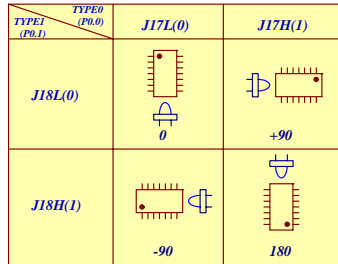 TYPE0
(P0.0)
TYPE1
(P0.1)
J17L(0)
J17H(1)
J18L(0)
0
+90
J18H(1)
-90
180